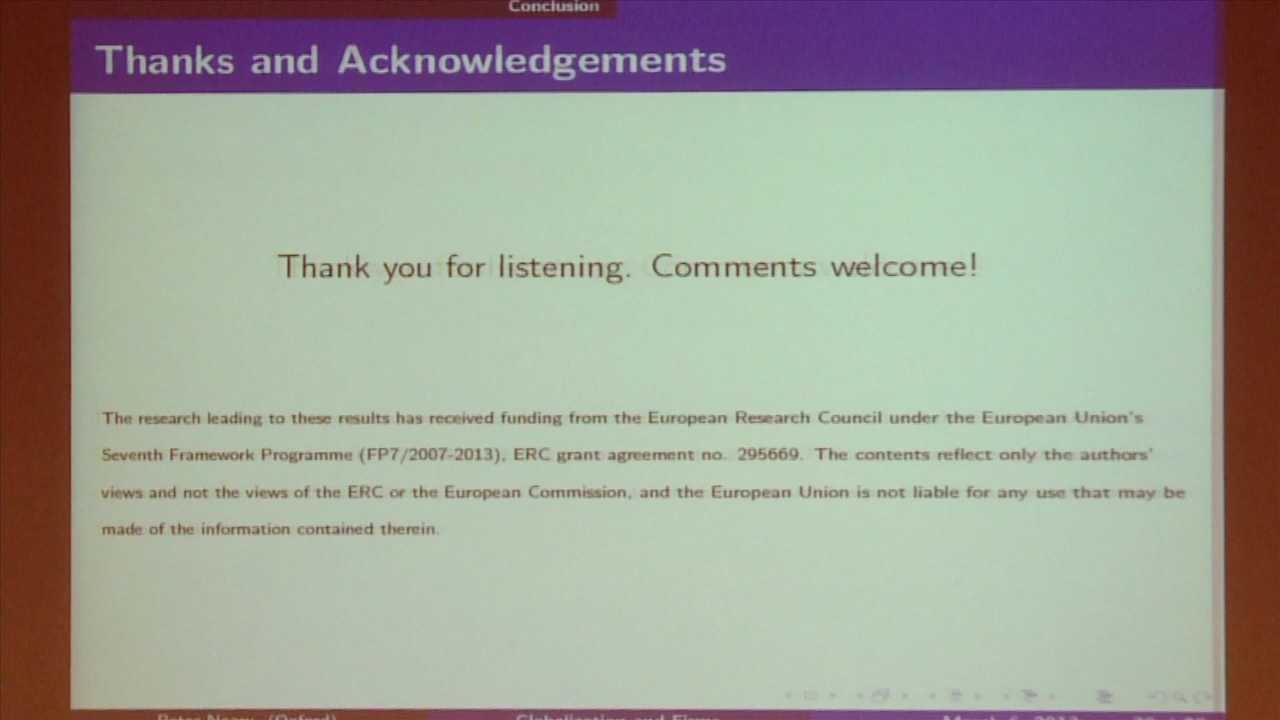 Conclusion
Thanks and Acknowledgements
Thank you for listening. Comments welcome!
The research leading to these results has received funding from the European Research Council under the European Union's
Seventh Framework Programme (FP7/2007-2013), ERC grant agreement no. 295669. The contents reflect only the authors'
views and not the views of the ERC or the European Commission, and the European Union is not liable for any use that may be
made of the information contained therein.
Peter Neary (Oxford) Globalization and Firms